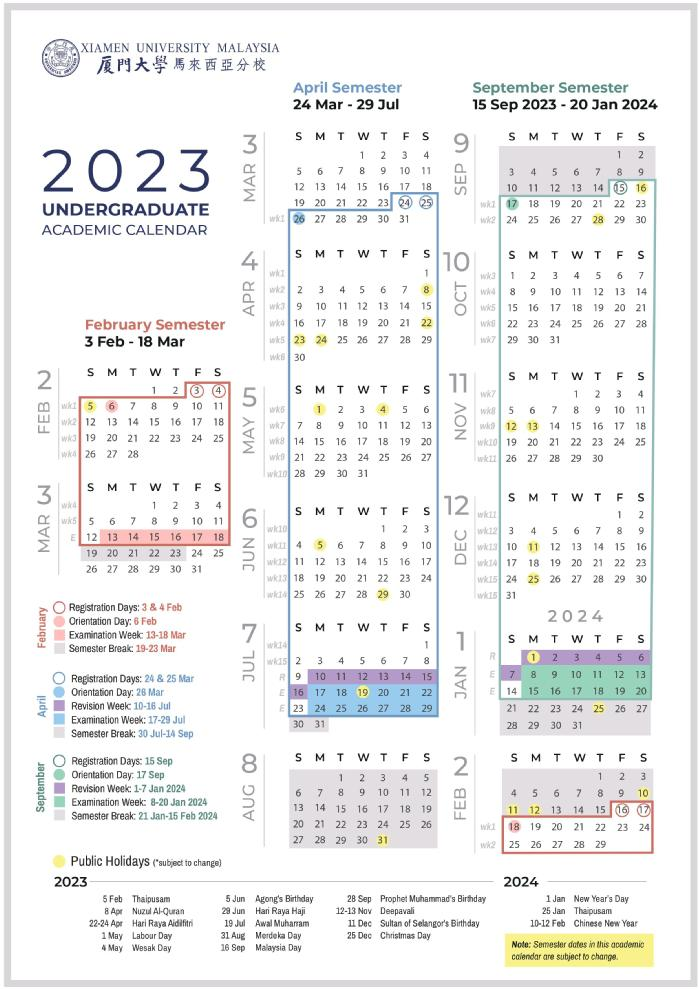 XIAMEN UNIVERSITY MALAYSIA
廈門大學 馬來西亞分校
2023
UNDERGRADUATE
ACADEMIC CALENDAR
February Semester
3 Feb - 18 Mar
2 FEB
S M T W T F S
1 2 3 4
wk1 5 6 7 8 9 10 11
wk2 12 13 14 15 16 17 18
wk3 19 20 21 22 23 24 25
wk4 26 27 28
3 MAR
S M T W T F S
wk4 1 2 3 4
wk5 5 6 7 8 9 10 11
E 12 13 14 15 16 17 18
19 20 21 22 23 24 25
26 27 28 29 30 31
April Semester
24 Mar - 29 Jul
3 MAR
S M T W T F S
1 2 3 4
5 6 7 8 9 10 11
12 13 14 15 16 17 18
19 20 21 22 23 24 25
wk1 26 27 28 29 30 31
4 APR
S M T W T F S
wk1 1
wk2 2 3 4 5 6 7 8
wk3 9 10 11 12 13 14 15
wk4 16 17 18 19 20 21 22
wk5 23 24 25 26 27 28 29
wk6 30
5 MAY
S M T W T F S
wk6 1 2 3 4 5 6
wk7 7 8 9 10 11 12 13
wk8 14 15 16 17 18 19 20
wk9 21 22 23 24 25 26 27
wk10 28 29 30 31
6 JUN
S M T W T F S
wk10 1 2 3
wk11 4 5 6 7 8 9 10
wk12 11 12 13 14 15 16 17
wk13 18 19 20 21 22 23 24
wk14 25 26 27 28 29 30
7 JUL
S M T W T F S
wk14 1
wk15 2 3 4 5 6 7 8
R 9 10 11 12 13 14 15
E 16 17 18 19 20 21 22
E 23 24 25 26 27 28 29
30 31
8 AUG
S M T W T F S
1 2 3 4 5
6 7 8 9 10 11 12
13 14 15 16 17 18 19
20 21 22 23 24 25 26
27 28 29 30 31
September Semester
15 Sep 2023 - 20 Jan 2024
9 SEP
S M T W T F S
1 2
3 4 5 6 7 8 9
10 11 12 13 14 15 16
wk1 17 18 19 20 21 22 23
wk2 24 25 26 27 28 29 30
10 OCT
S M T W T F S
wk3 1 2 3 4 5 6 7
wk4 8 9 10 11 12 13 14
wk5 15 16 17 18 19 20 21
wk6 22 23 24 25 26 27 28
wk7 29 30 31
11 NOV
S M T W T F S
wk7 1 2 3 4
wk8 5 6 7 8 9 10 11
wk9 12 13 14 15 16 17 18
wk10 19 20 21 22 23 24 25
wk11 26 27 28 29 30
12 DEC
S M T W T F S
wk11 1 2
wk12 3 4 5 6 7 8 9
wk13 10 11 12 13 14 15 16
wk14 17 18 19 20 21 22 23
wk15 24 25 26 27 28 29 30
wk15 31
2024
1 JAN
S M T W T F S
R 1 2 3 4 5 6
E 7 8 9 10 11 12 13
E 14 15 16 17 18 19 20
21 22 23 24 25 26 27
28 29 30 31
2 FEB
S M T W T F S
1 2 3
4 5 6 7 8 9 10
11 12 13 14 15 16 17
wk1 18 19 20 21 22 23 24
wk2 25 26 27 28 29
February
Registration Days: 3 & 4 Feb
Orientation Day: 6 Feb
Examination Week: 13-18 Mar
Semester Break: 19-23 Mar
April
Registration Days: 24 & 25 Mar
Orientation Day: 26 Mar
Revision Week: 10-16 Jul
Examination Week: 17-29 Jul
Semester Break: 30 Jul-14 Sep
September
Registration Days: 15 Sep
Orientation Day: 17 Sep
Revision Week: 1-7 Jan 2024
Examination Week: 8-20 Jan 2024
Semester Break: 21 Jan-15 Feb 2024
Public Holidays (*subject to change)
2023
5 Feb Thaipusam
8 Apr Nuzul Al-Quran
22-24 Apr Hari Raya Aidilfitri
1 May Labour Day
4 May Wesak Day
5 Jun Agong's Birthday
29 Jun Hari Raya Haji
19 Jul Awal Muharram
31 Aug Merdeka Day
16 Sep Malaysia Day
28 Sep Prophet Muhammad's Birthday
12-13 Nov Deepavali
11 Dec Sultan of Selangor's Birthday
25 Dec Christmas Day
2024
1 Jan New Year's Day
25 Jan Thaipusam
10-12 Feb Chinese New Year
Note: Semester dates in this academic
calendar are subject to change.